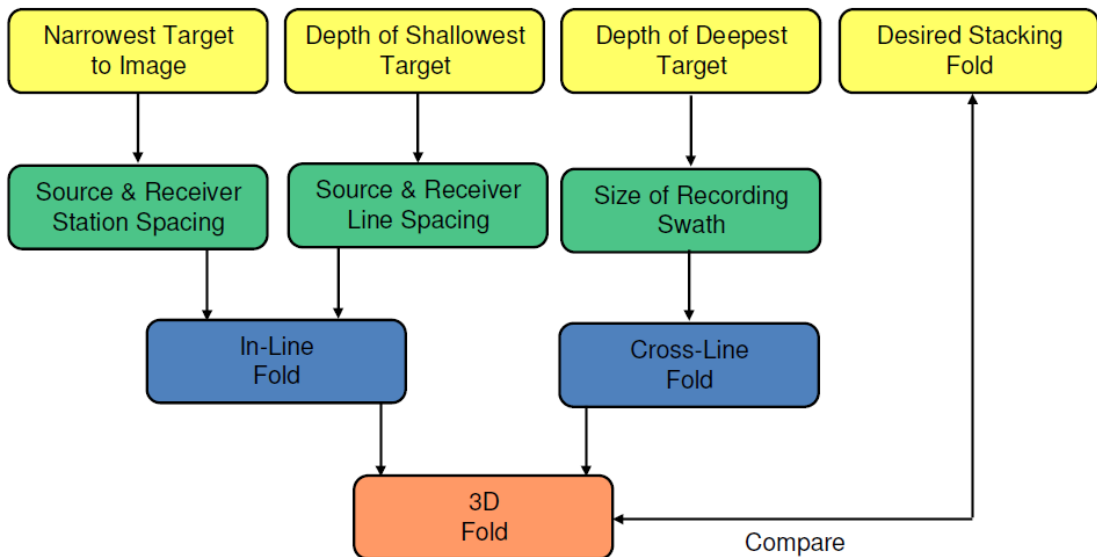 Narrowest Target
to Image
Depth of Shallowest
Target
Depth of Deepest
Target
Desired Stacking
Fold
Source & Receiver
Station Spacing
Source & Receiver
Line Spacing
Size of Recording
Swath
In-Line
Fold
Cross-Line
Fold
3D
Fold
Compare